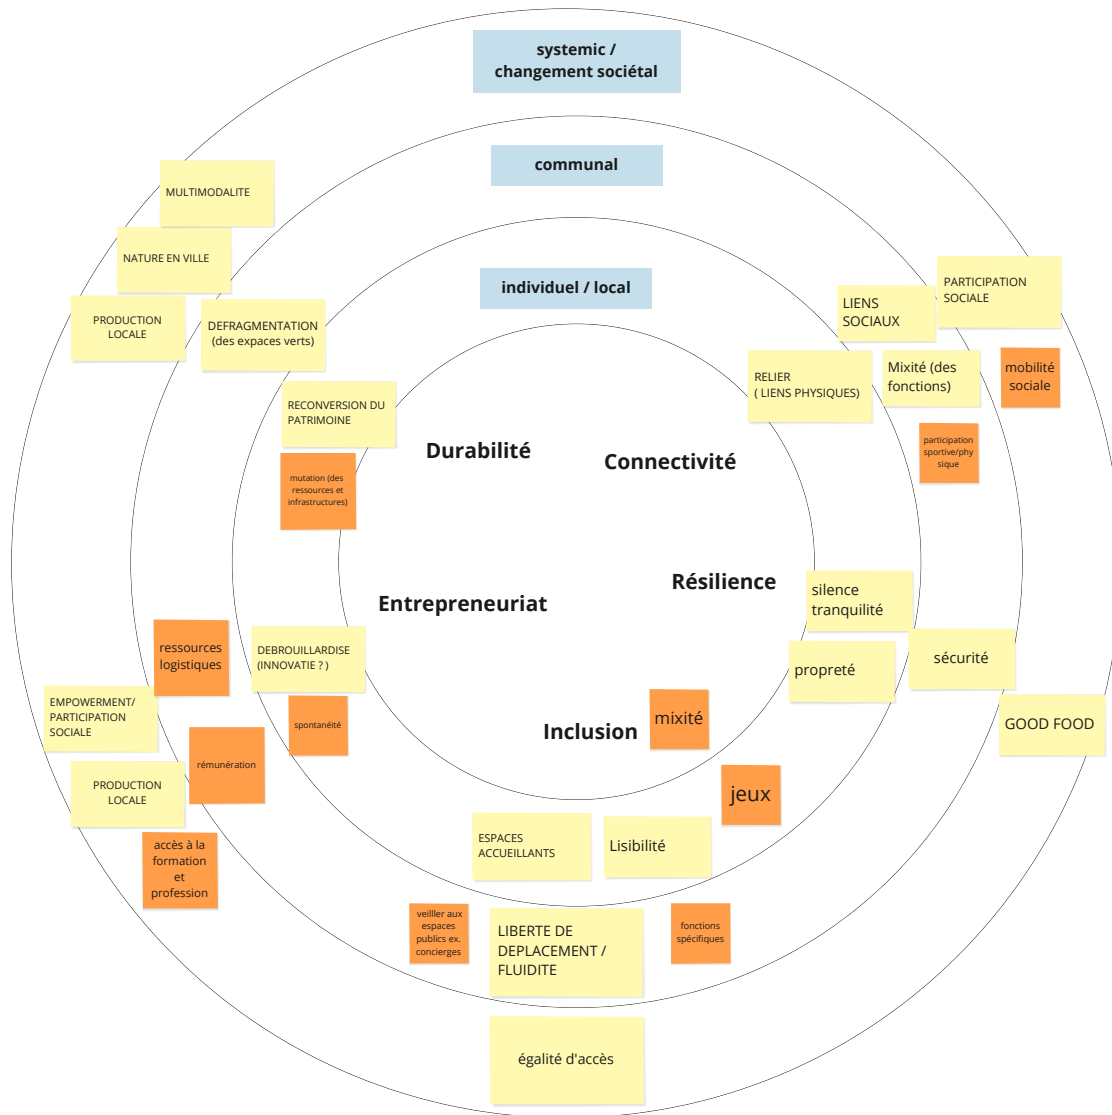 systemic /
changement sociétal
communal
individuel / local
MULTIMODALITE
NATURE EN VILLE
PRODUCTION
LOCALE
DEFRAGMENTATION
(des expaces verts)
RECONVERSION DU
PATRIMOINE
mutation (des
ressources et
infrastructures)
PARTICIPATION
SOCIALE
LIENS
SOCIAUX
RELIER
( LIENS PHYSIQUES)
Mixité (des
fonctions)
mobilité
sociale
participation
sportive/phy
sique
Durabilité
Connectivité
Résilience
Entrepreneuriat
Inclusion
silence
tranquilité
propreté
sécurité
GOOD FOOD
mixité
jeux
ressources
logistiques
DEBROUILLARDISE
(INNOVATIE ? )
EMPOWERMENT/
PARTICIPATION
SOCIALE
spontanéité
rémunération
PRODUCTION
LOCALE
accès à la
formation
et
profession
ESPACES
ACCUEILLANTS
Lisibilité
veilller aux
espaces
publics ex.
concierges
LIBERTE DE
DEPLACEMENT /
FLUIDITE
fonctions
spécifiques
égalité d'accès